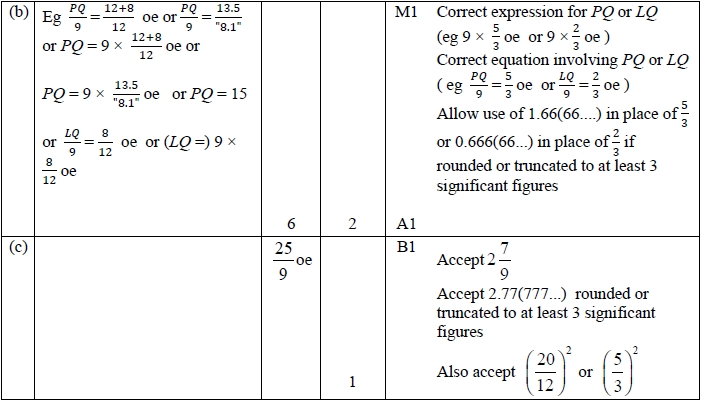 (b) Eg PQ/9 = 12+8/12 oe or PQ/9 = 13.5/"8.1"
or PQ = 9 × 12+8/12 oe or
PQ = 9 × 13.5/"8.1" oe or PQ = 15
or LQ/9 = 8/12 oe or (LQ =) 9 ×
8/12 oe
6
2
M1 Correct expression for PQ or LQ
(eg 9 × 5/3 oe or 9 × 2/3 oe )
Correct equation involving PQ or LQ
( eg PQ/9 = 5/3 oe or LQ/9 = 2/3 oe )
Allow use of 1.66(66....) in place of 5/3
or 0.666(66...) in place of 2/3 if
rounded or truncated to at least 3
significant figures
A1
(c)
25/9 oe
1
B1 Accept 2 7/9
Accept 2.77(777...) rounded or
truncated to at least 3 significant
figures
Also accept (20/12)² or (5/3)²